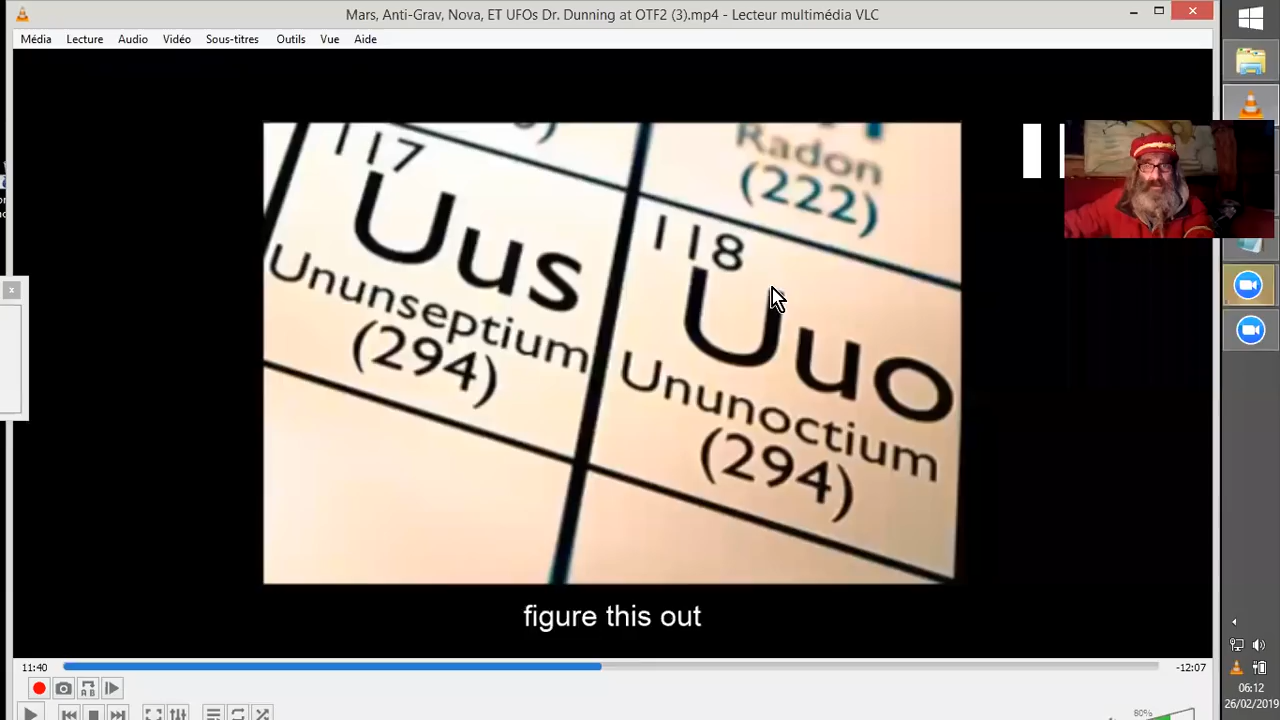 Mars, Anti-Grav, Nova, ET UFOs Dr. Dunning at OTF2 (3).mp4 - Lecteur multimédia VLC
Média Lecture Audio Vidéo Sous-titres Outils Vue Aide
Radon
(222)
117
Uus
Ununseptium
(294)
118
Uuo
Ununoctium
(294)
figure this out
11:40
-12:07
80%
06:12
26/02/2019